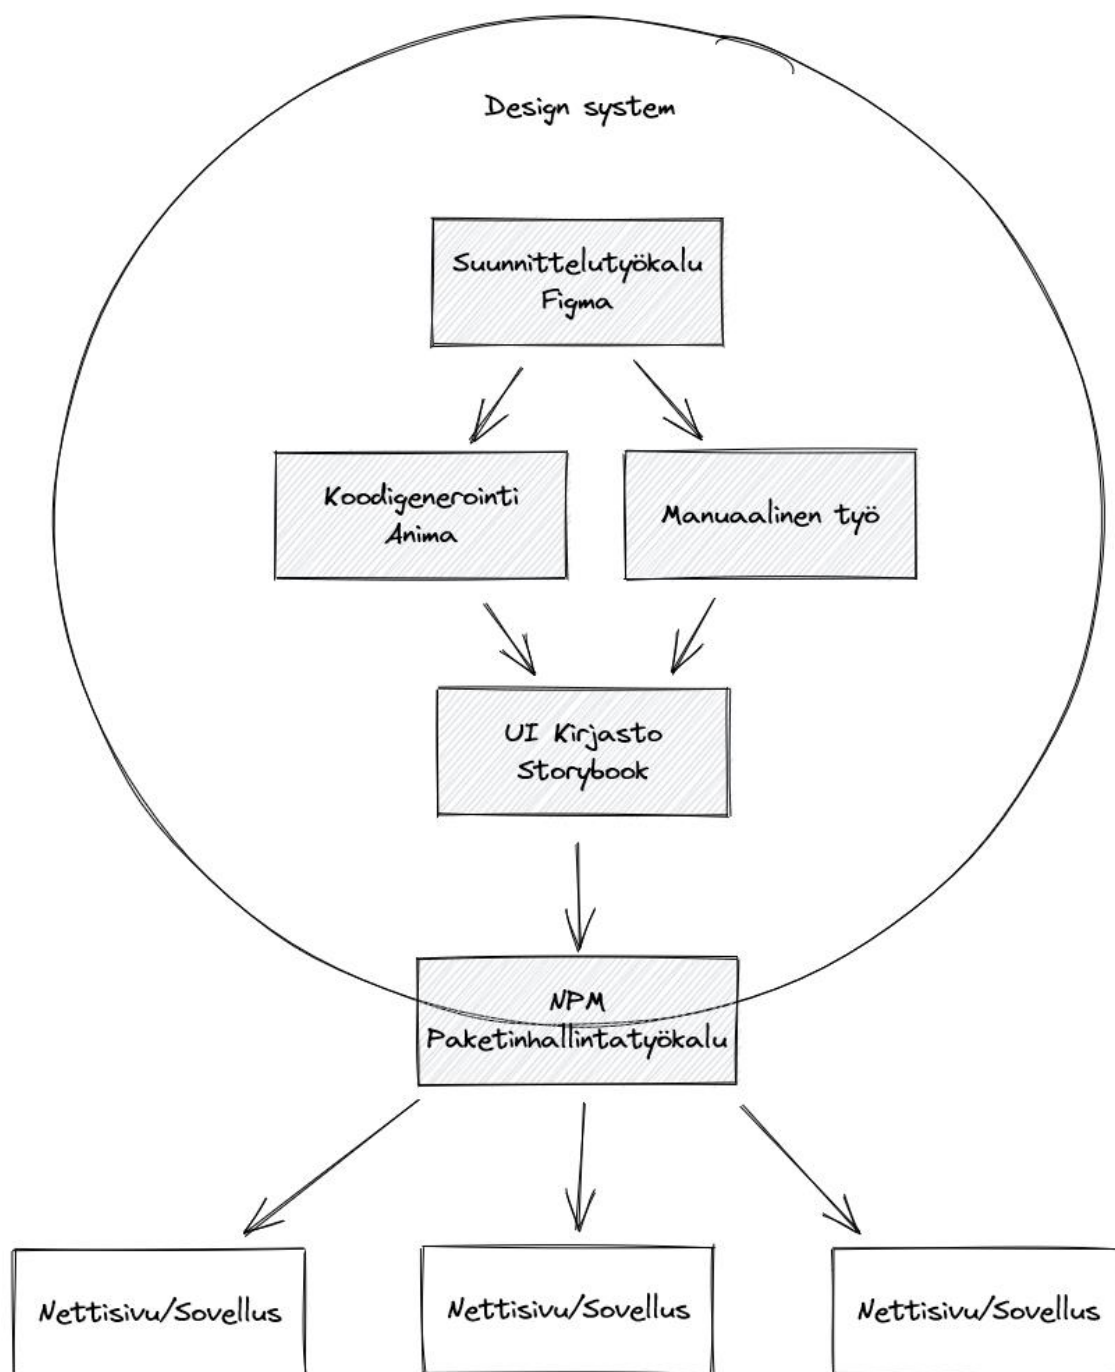 Design system
Suunnittelutyökalu
Figma
Koodigenerointi
Anima
Manuaalinen työ
UI Kirjasto
Storybook
NPM
Paketinhallintatyökalu
Nettisivu/Sovellus
Nettisivu/Sovellus
Nettisivu/Sovellus